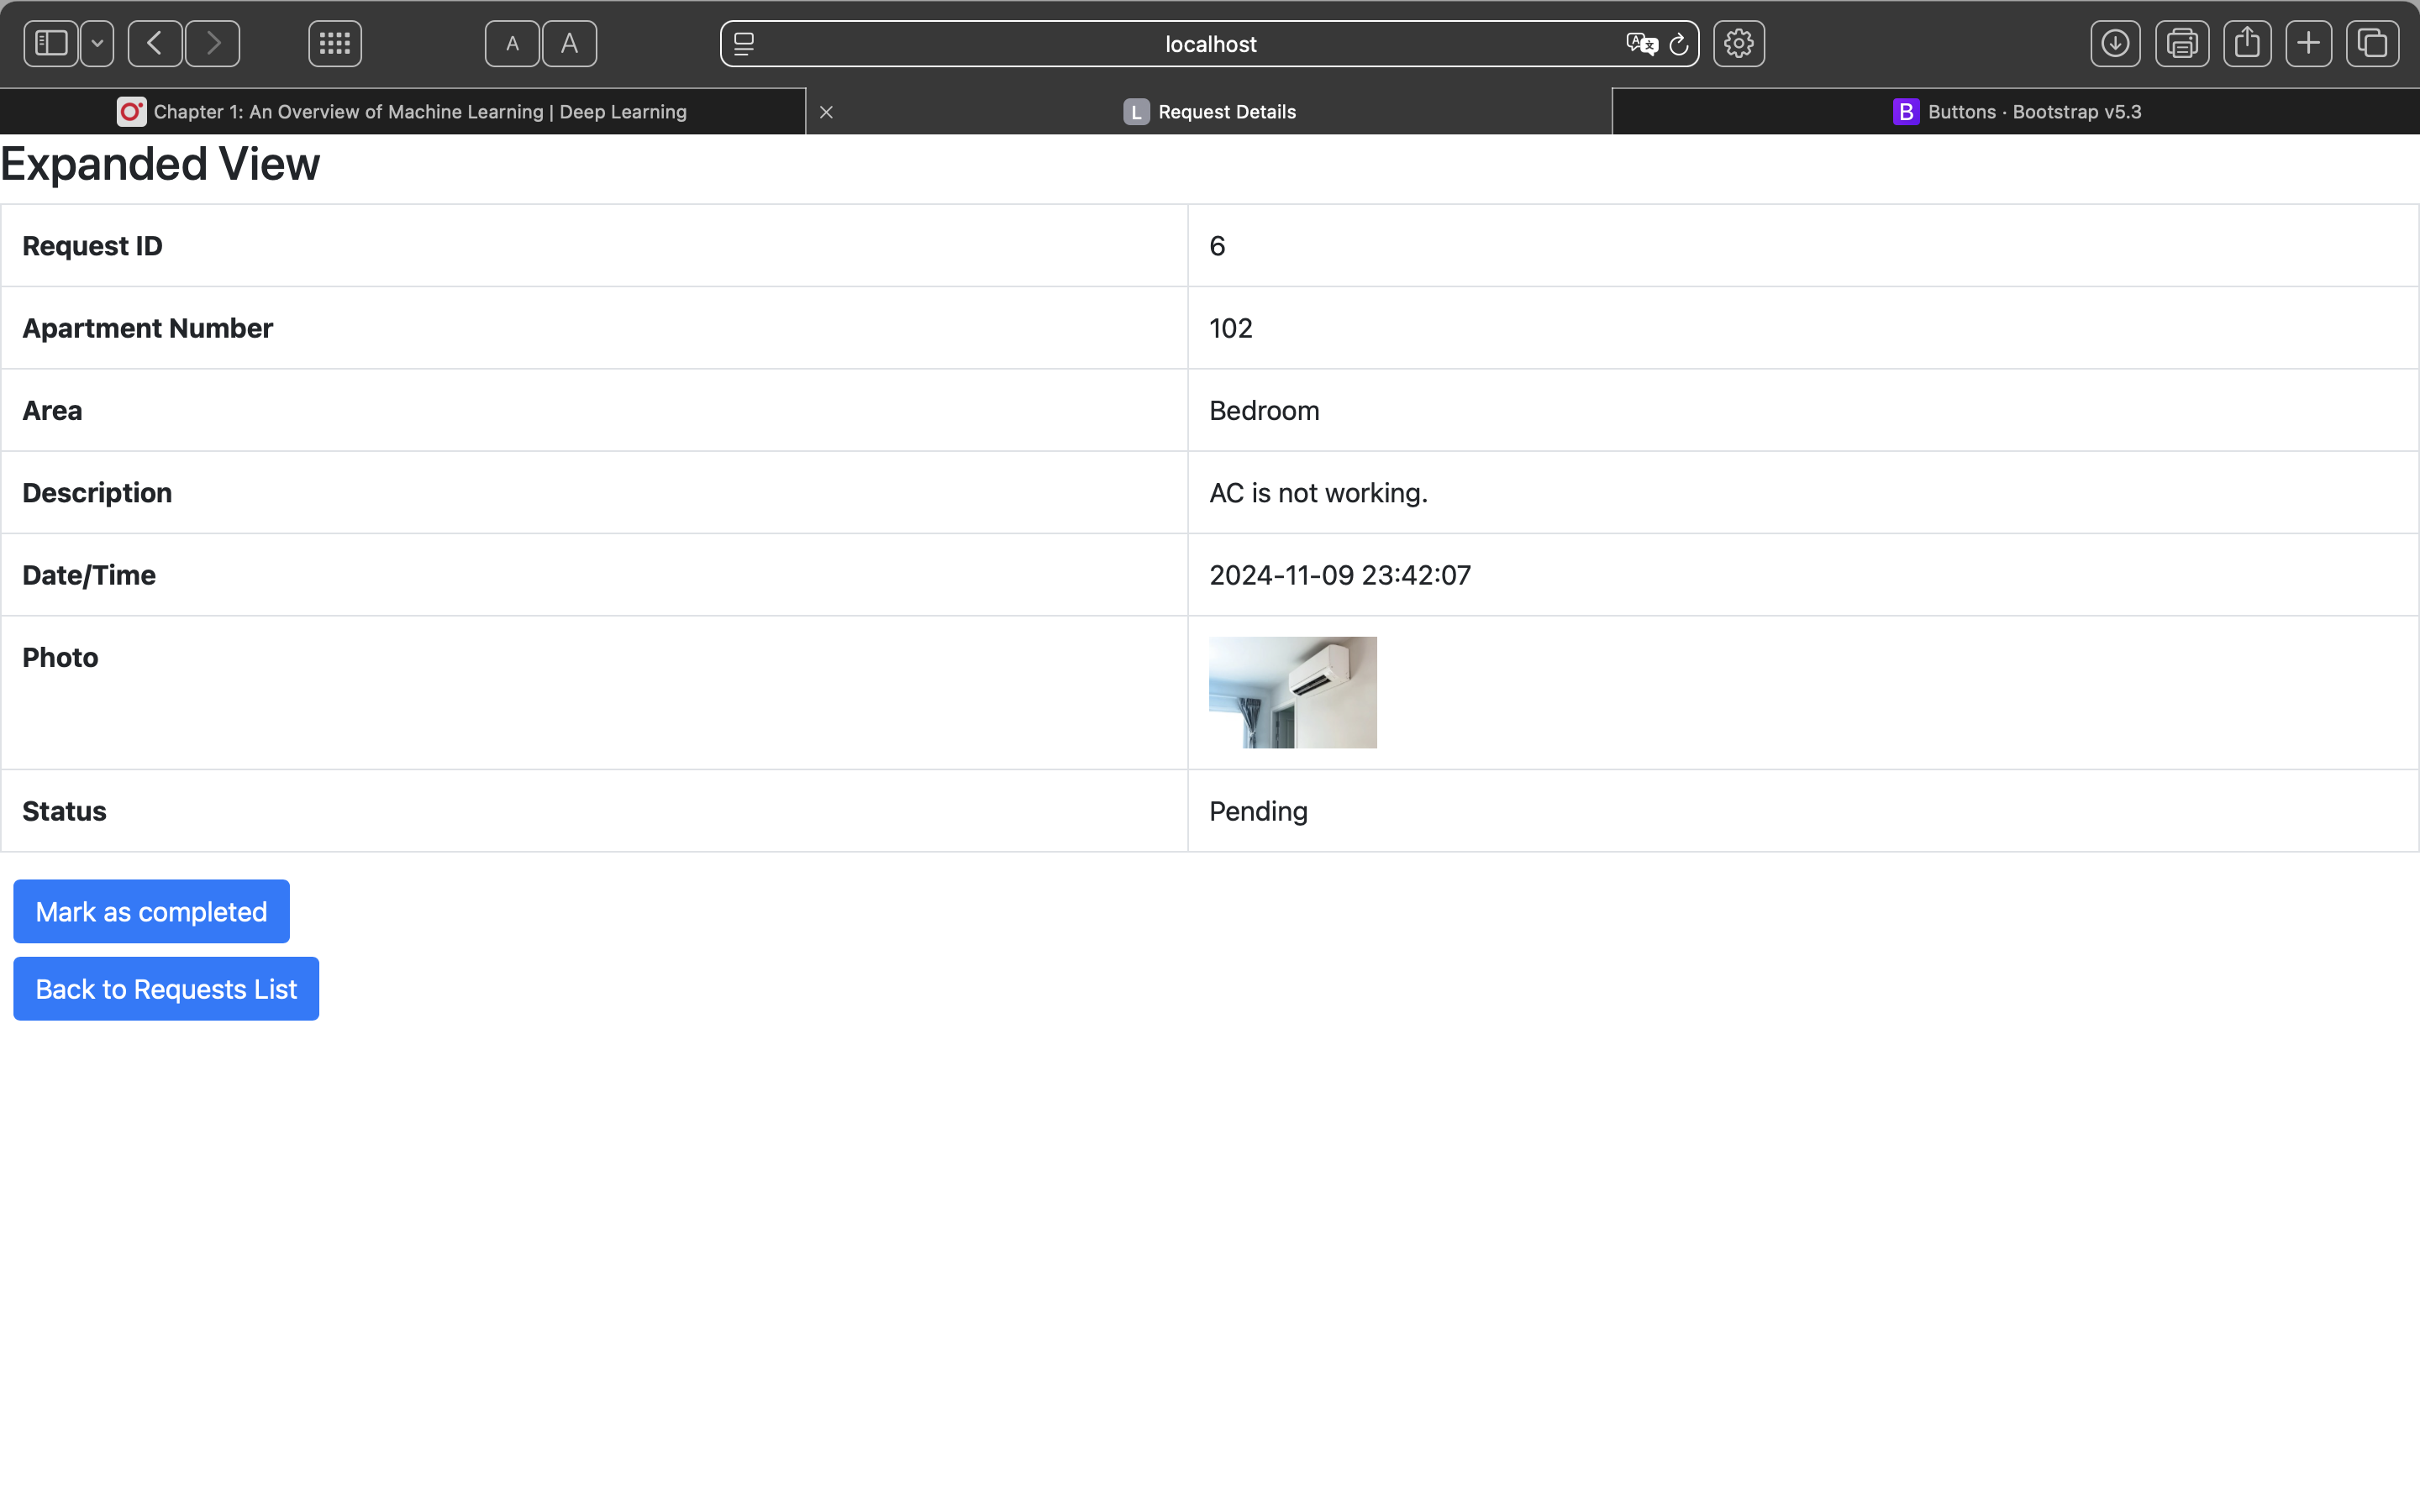 A A
localhost
Chapter 1: An Overview of Machine Learning | Deep Learning
L Request Details
B Buttons · Bootstrap v5.3
Expanded View
Request ID 6
Apartment Number 102
Area Bedroom
Description AC is not working.
Date/Time 2024-11-09 23:42:07
Photo
Status Pending
Mark as completed
Back to Requests List